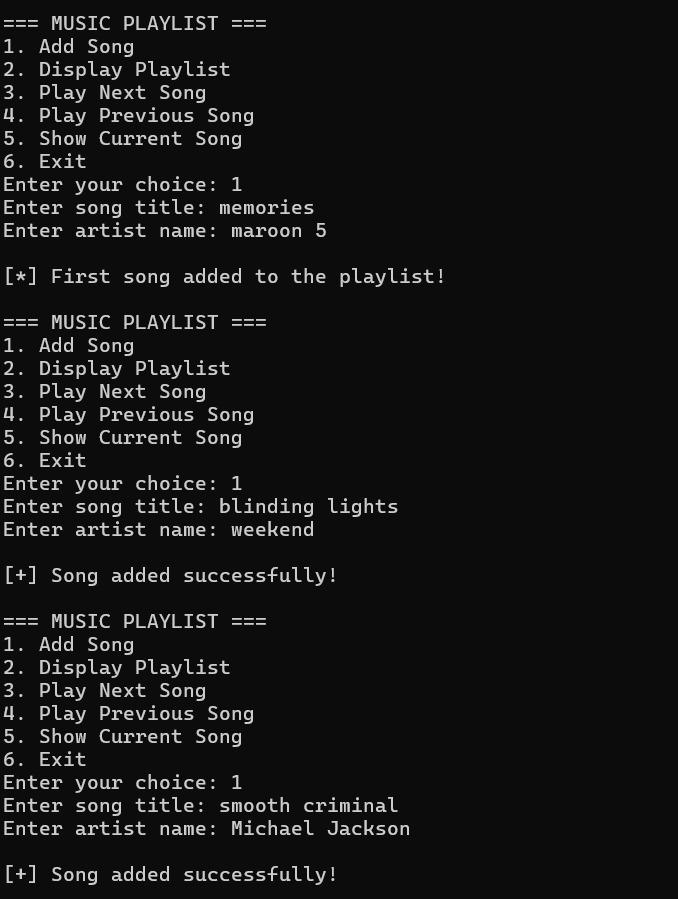 === MUSIC PLAYLIST ===
1. Add Song
2. Display Playlist
3. Play Next Song
4. Play Previous Song
5. Show Current Song
6. Exit
Enter your choice: 1
Enter song title: memories
Enter artist name: maroon 5
[*] First song added to the playlist!
=== MUSIC PLAYLIST ===
1. Add Song
2. Display Playlist
3. Play Next Song
4. Play Previous Song
5. Show Current Song
6. Exit
Enter your choice: 1
Enter song title: blinding lights
Enter artist name: weekend
[+] Song added successfully!
=== MUSIC PLAYLIST ===
1. Add Song
2. Display Playlist
3. Play Next Song
4. Play Previous Song
5. Show Current Song
6. Exit
Enter your choice: 1
Enter song title: smooth criminal
Enter artist name: Michael Jackson
[+] Song added successfully!